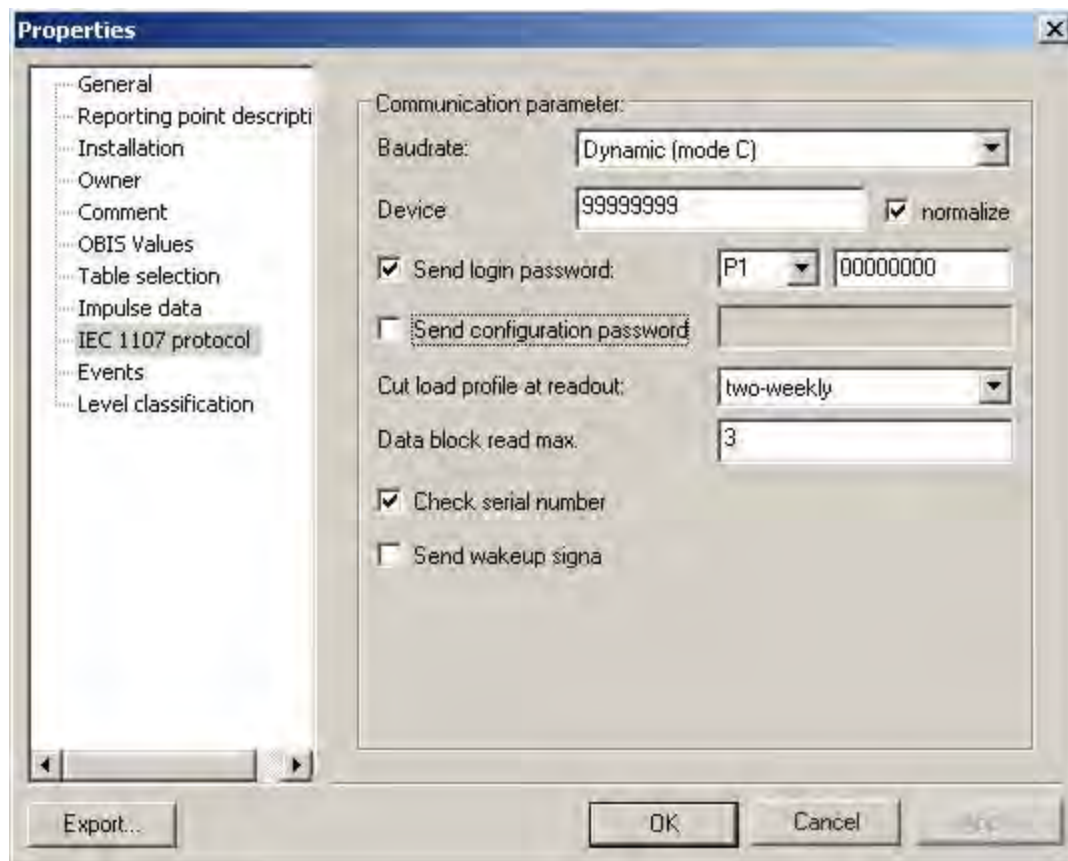 Properties
General
Reporting point descripti
Installation
Owner
Comment
OBIS Values
Table selection
Impulse data
IEC 1107 protocol
Events
Level classification
Communication parameter:
Baudrate: Dynamic (mode C)
Device 99999999 normalize
Send login password: P1 00000000
Send configuration password
Cut load profile at readout: two-weekly
Data block read max. 3
Check serial number
Send wakeup signa
Export... OK Cancel